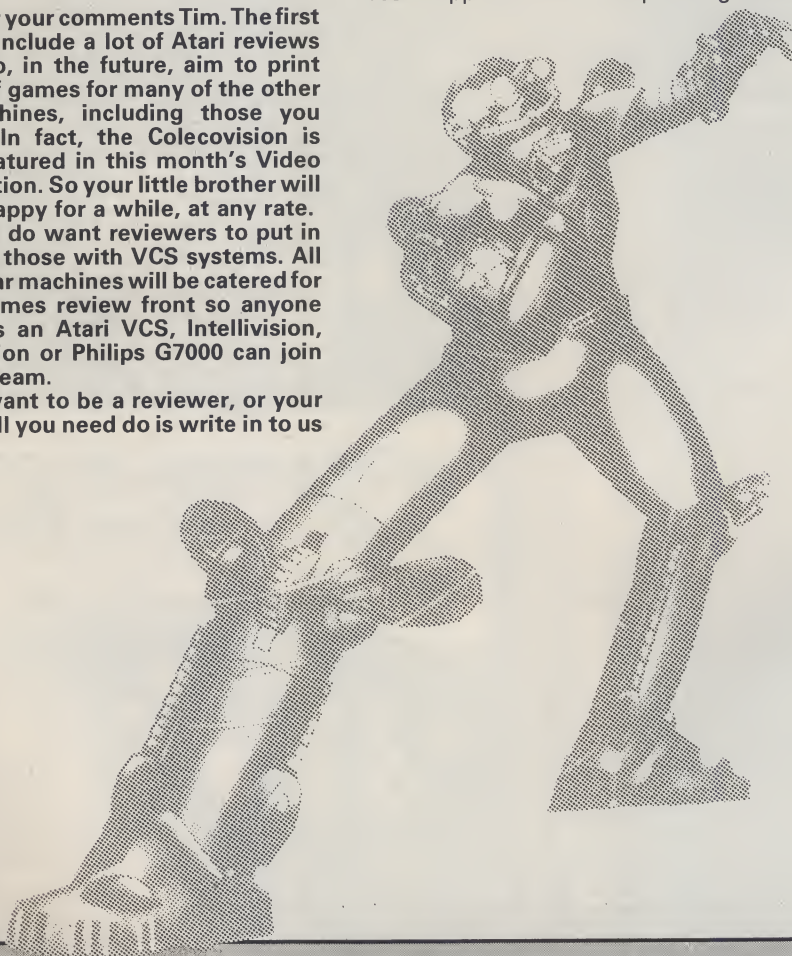 your comments Tim. The first
nclude a lot of Atari reviews
o, in the future, aim to print
games for many of the other
hines, including those you
In fact, the Colecovision is
atured in this month's Video
tion. So your little brother will
appy for a while, at any rate.
do want reviewers to put in
those with VCS systems. All
ar machines will be catered for
mes review front so anyone
s an Atari VCS, Intellivision,
on or Philips G7000 can join
eam.
vant to be a reviewer, or your
ll you need do is write in to us